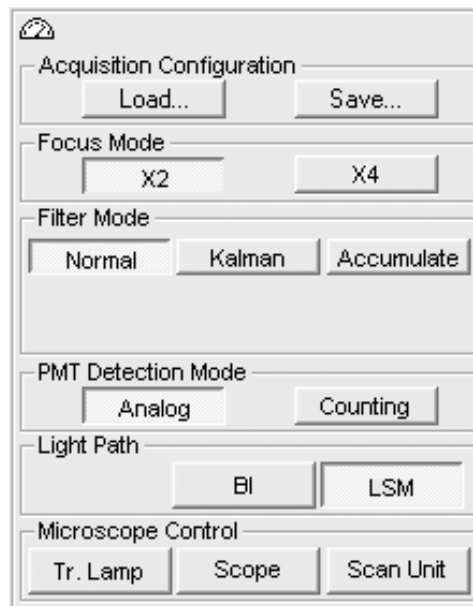 Acquisition Configuration
Load... Save...
Focus Mode
X2 X4
Filter Mode
Normal Kalman Accumulate
PMT Detection Mode
Analog Counting
Light Path
BI LSM
Microscope Control
Tr. Lamp Scope Scan Unit